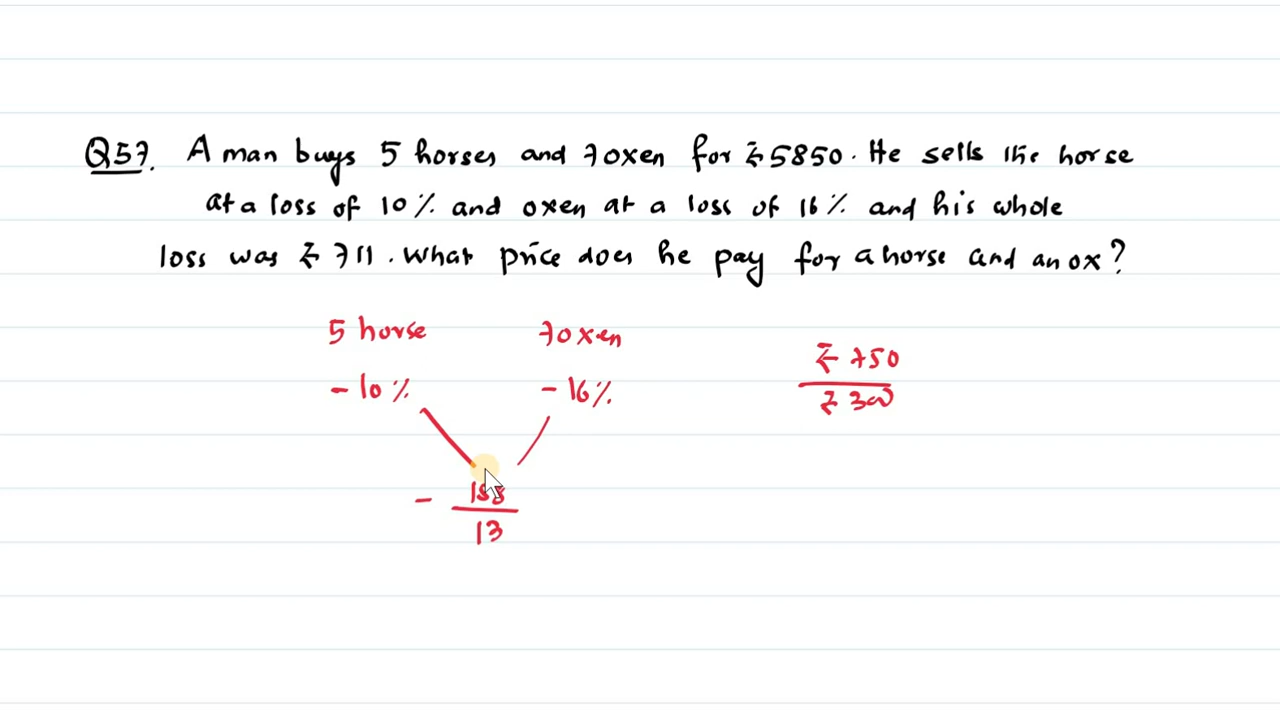 Q57. A man buys 5 horses and 7 oxen for ₹ 5850. He sells the horse
at a loss of 10% and oxen at a loss of 16% and his whole
loss was ₹ 711. What price does he pay for a horse and an ox?
5 horse 7 oxen
₹ 750
- 10% - 16%
₹ 300
-
13